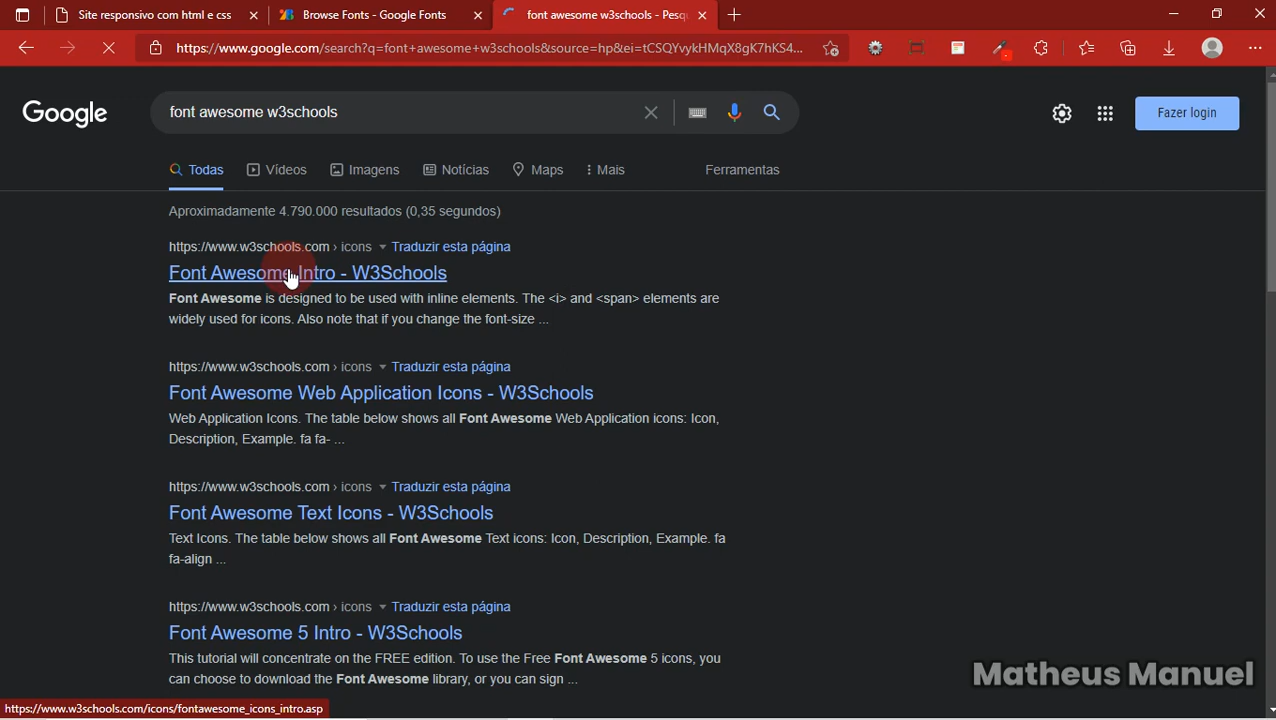 Site responsivo com html e css
Browse Fonts - Google Fonts
font awesome w3schools - Pesqu
https://www.google.com/search?q=font+awesome+w3schools&source=hp&ei=tCSQYvykHMqX8gK7hKS4...
Google
font awesome w3schools
Fazer login
Todas
Vídeos
Imagens
Notícias
Maps
Mais
Ferramentas
Aproximadamente 4.790.000 resultados (0,35 segundos)
https://www.w3schools.com › icons Traduzir esta página
Font Awesome Intro - W3Schools
Font Awesome is designed to be used with inline elements. The <i> and <span> elements are
widely used for icons. Also note that if you change the font-size ...
https://www.w3schools.com › icons Traduzir esta página
Font Awesome Web Application Icons - W3Schools
Web Application Icons. The table below shows all Font Awesome Web Application icons: Icon,
Description, Example. fa fa- ...
https://www.w3schools.com › icons Traduzir esta página
Font Awesome Text Icons - W3Schools
Text Icons. The table below shows all Font Awesome Text icons: Icon, Description, Example. fa
fa-align ...
https://www.w3schools.com › icons Traduzir esta página
Font Awesome 5 Intro - W3Schools
This tutorial will concentrate on the FREE edition. To use the Free Font Awesome 5 icons, you
can choose to download the Font Awesome library, or you can sign ...
Matheus Manuel
https://www.w3schools.com/icons/fontawesome_icons_intro.asp